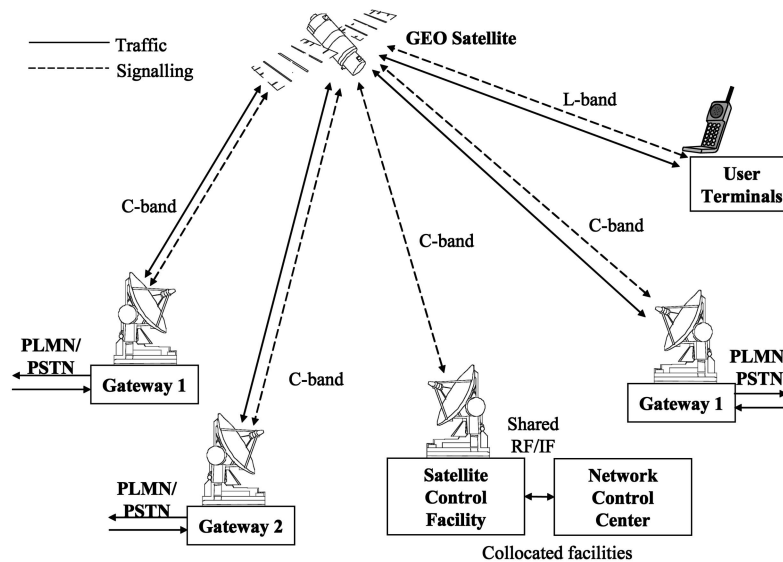 GEO Satellite
Traffic
Signalling
L-band
User
Terminals
C-band
C-band
C-band
C-band
PLMN/
PSTN
Gateway 1
PLMN/
PSTN
Gateway 1
PLMN/
PSTN
Gateway 2
Shared
RF/IF
Satellite
Control
Facility
Network
Control
Center
Collocated facilities